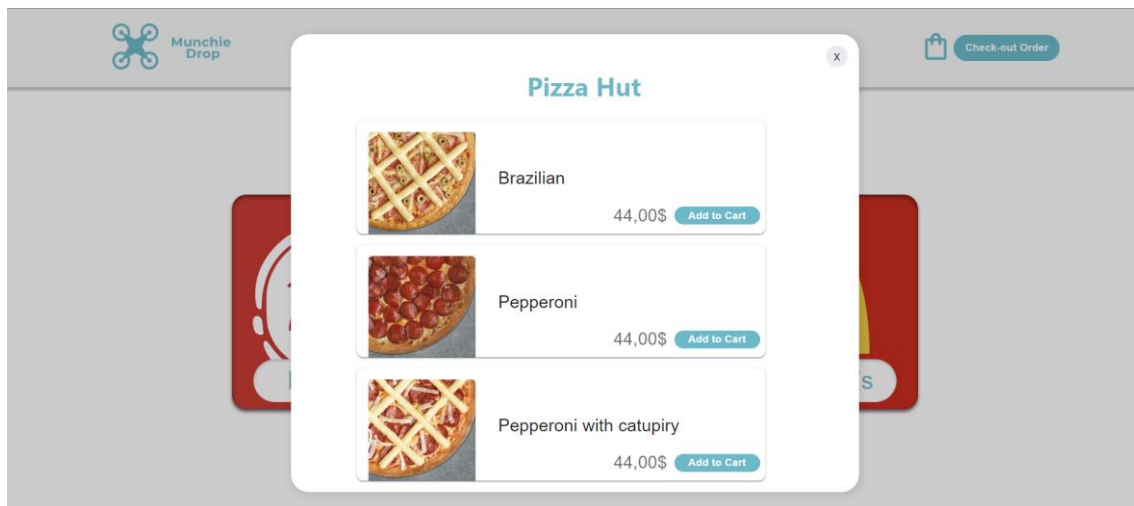 Munchie
Drop
Check-out Order
X
Pizza Hut
Brazilian
44,00$ Add to Cart
Pepperoni
44,00$ Add to Cart
Pepperoni with catupiry
44,00$ Add to Cart
's